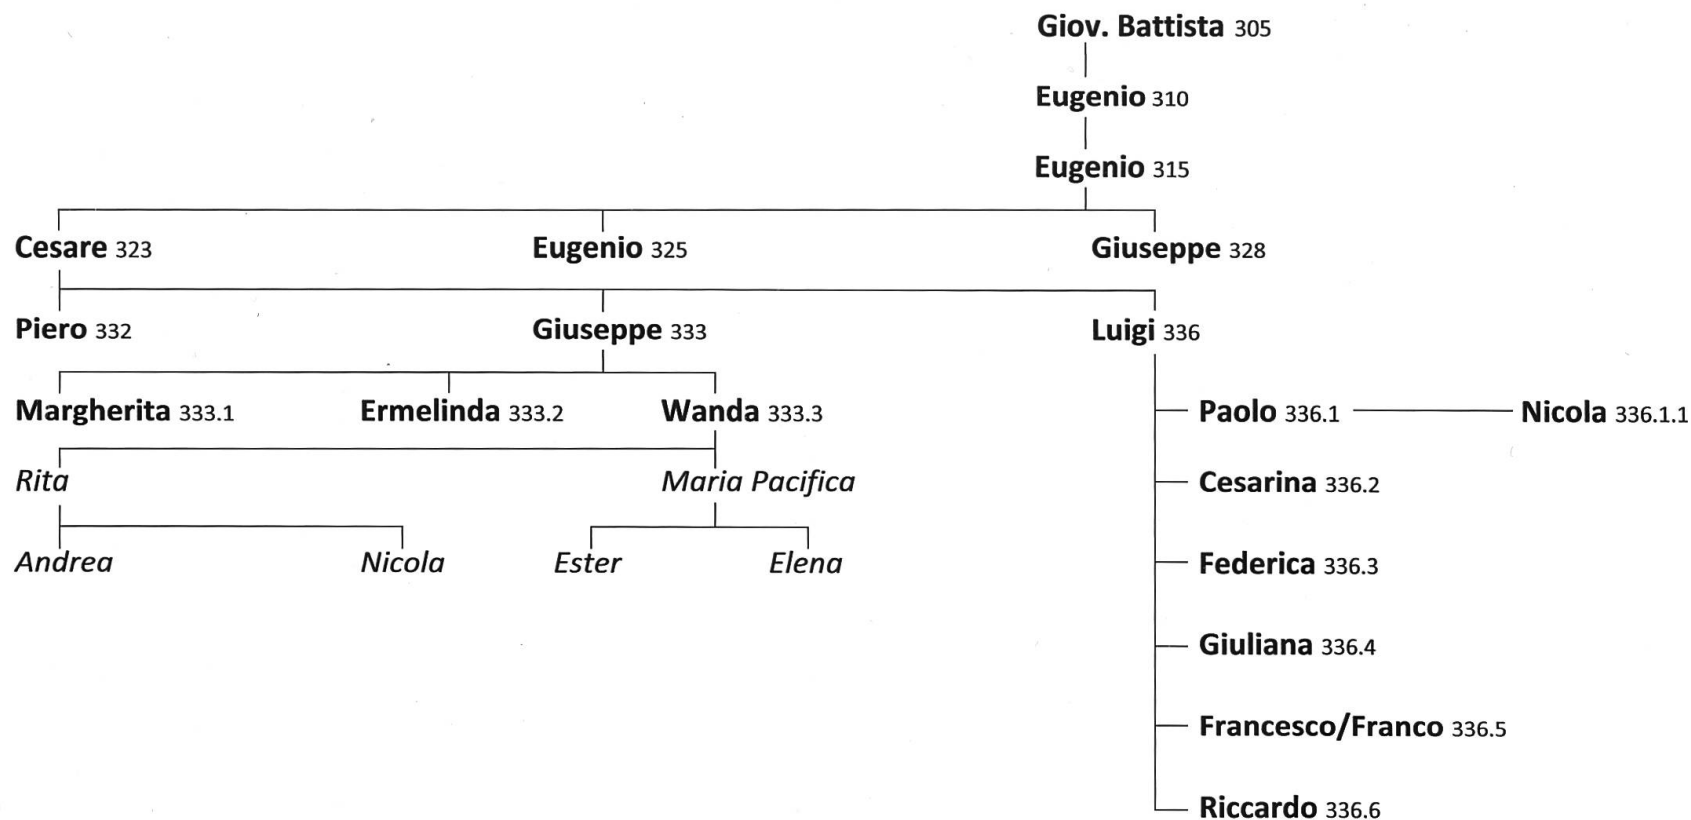 Giov. Battista 305
Eugenio 310
Eugenio 315
Cesare 323 Eugenio 325 Giuseppe 328
Piero 332 Giuseppe 333 Luigi 336
Margherita 333.1 Ermelinda 333.2 Wanda 333.3 Paolo 336.1 Nicola 336.1.1
Rita Maria Pacifica Cesarina 336.2
Andrea Nicola Ester Elena Federica 336.3
Giuliana 336.4
Francesco/Franco 336.5
Riccardo 336.6